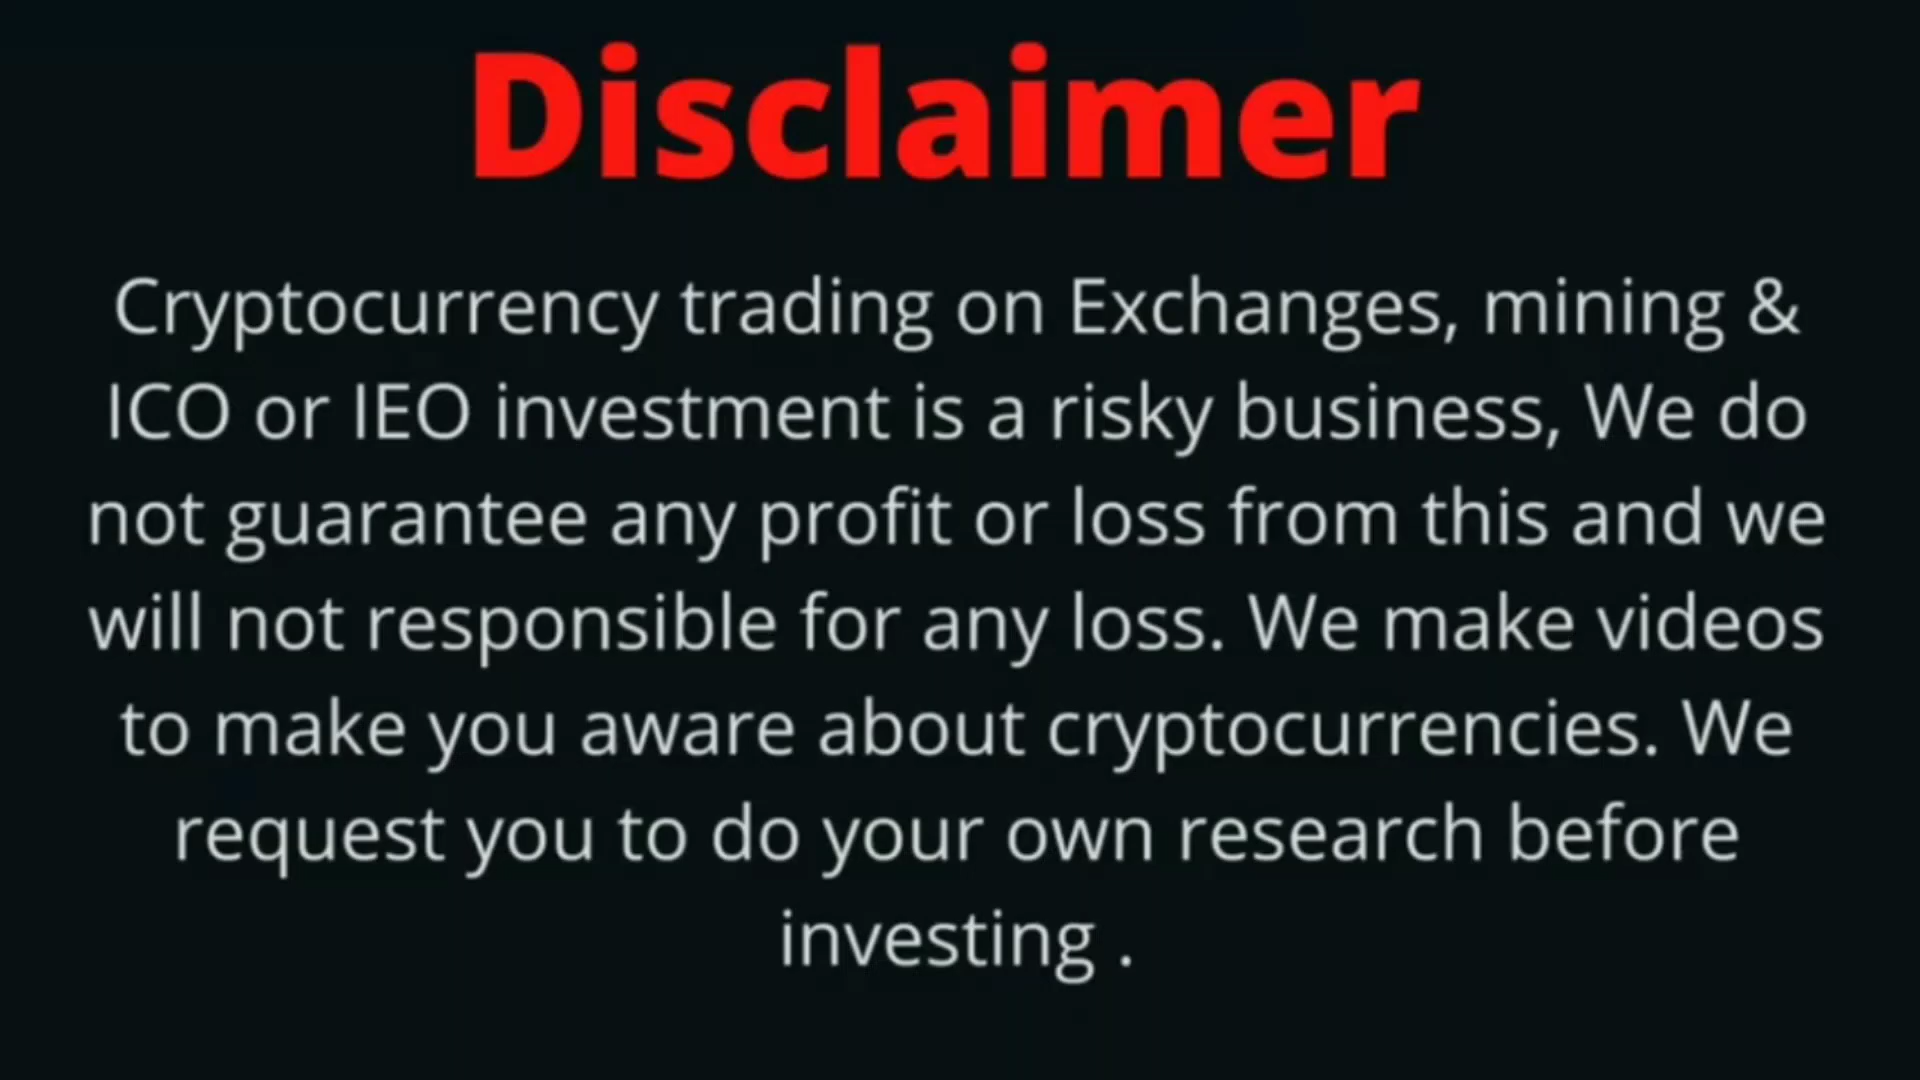 Disclaimer
Cryptocurrency trading on Exchanges, mining &
ICO or IEO investment is a risky business, We do
not guarantee any profit or loss from this and we
will not responsible for any loss. We make videos
to make you aware about cryptocurrencies. We
request you to do your own research before
investing .